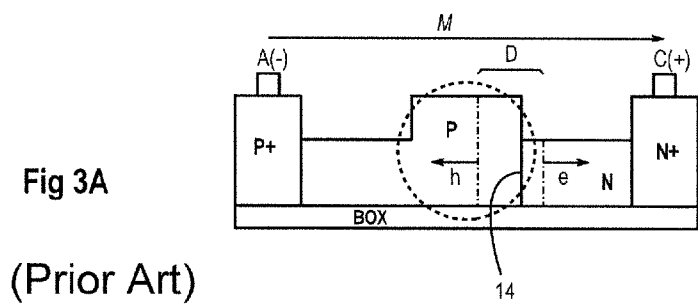 M
A(-) D C(+)
P+ P N+
h e N
Fig 3A
BOX
(Prior Art)
14